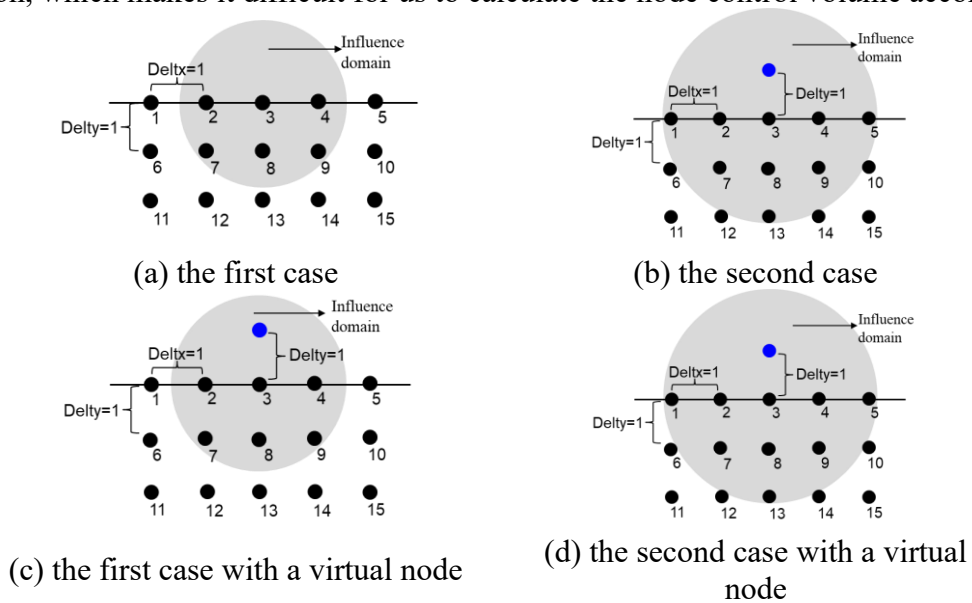 on, which makes it difficult for us to calculate the node control volume accor
Influence
domain
Deltx=1
Delty=1
1 2 3 4 5
6 7 8 9 10
11 12 13 14 15
(a) the first case
Influence
domain
Deltx=1
Delty=1
Delty=1
1 2 3 4 5
6 7 8 9 10
11 12 13 14 15
(b) the second case
Influence
domain
Deltx=1
Delty=1
Delty=1
1 2 3 4 5
6 7 8 9 10
11 12 13 14 15
(c) the first case with a virtual node
Influence
domain
Deltx=1
Delty=1
Delty=1
1 2 3 4 5
6 7 8 9 10
11 12 13 14 15
(d) the second case with a virtual
node